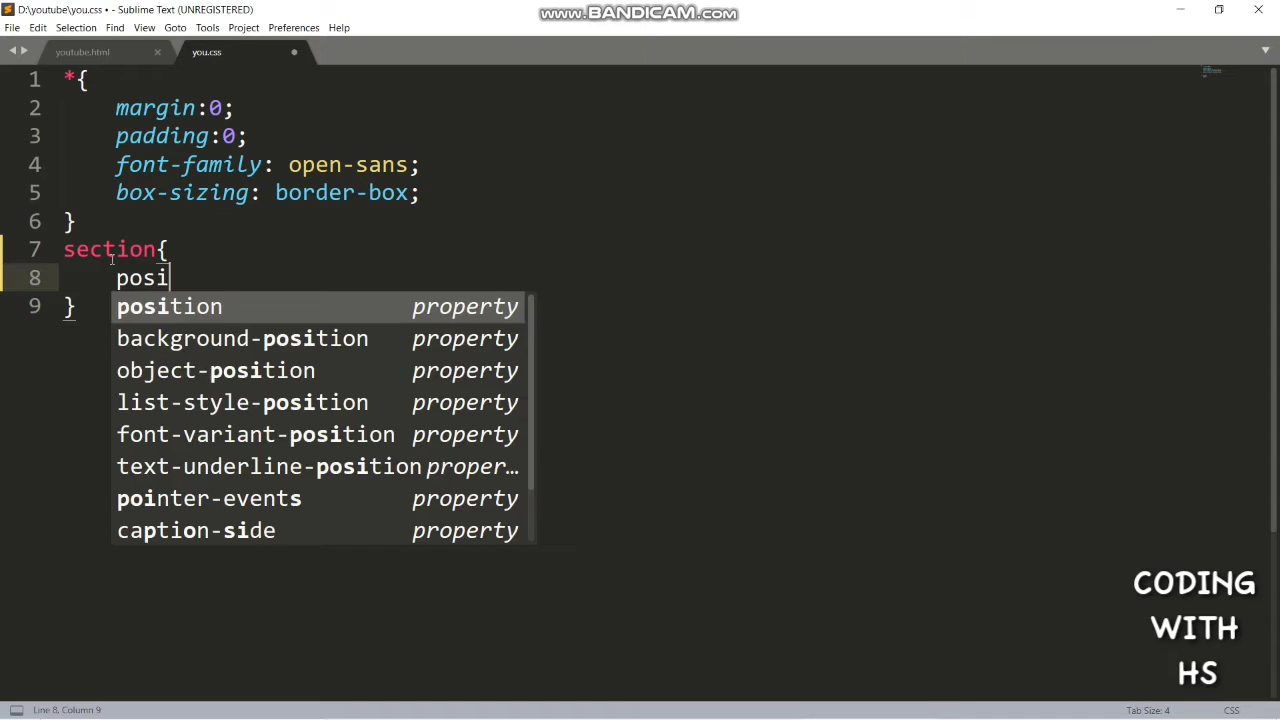 D:\youtube\you.css • - Sublime Text (UNREGISTERED)
www.BANDICAM.com
File Edit Selection Find View Goto Tools Project Preferences Help
youtube.html you.css
1 *{
2 margin:0;
3 padding:0;
4 font-family: open-sans;
5 box-sizing: border-box;
6 }
7 section{
8 posi
9 }
position property
background-position property
object-position property
list-style-position property
font-variant-position property
text-underline-position proper…
pointer-events property
caption-side property
CODING
WITH
HS
Line 8, Column 9 Tab Size: 4 CSS